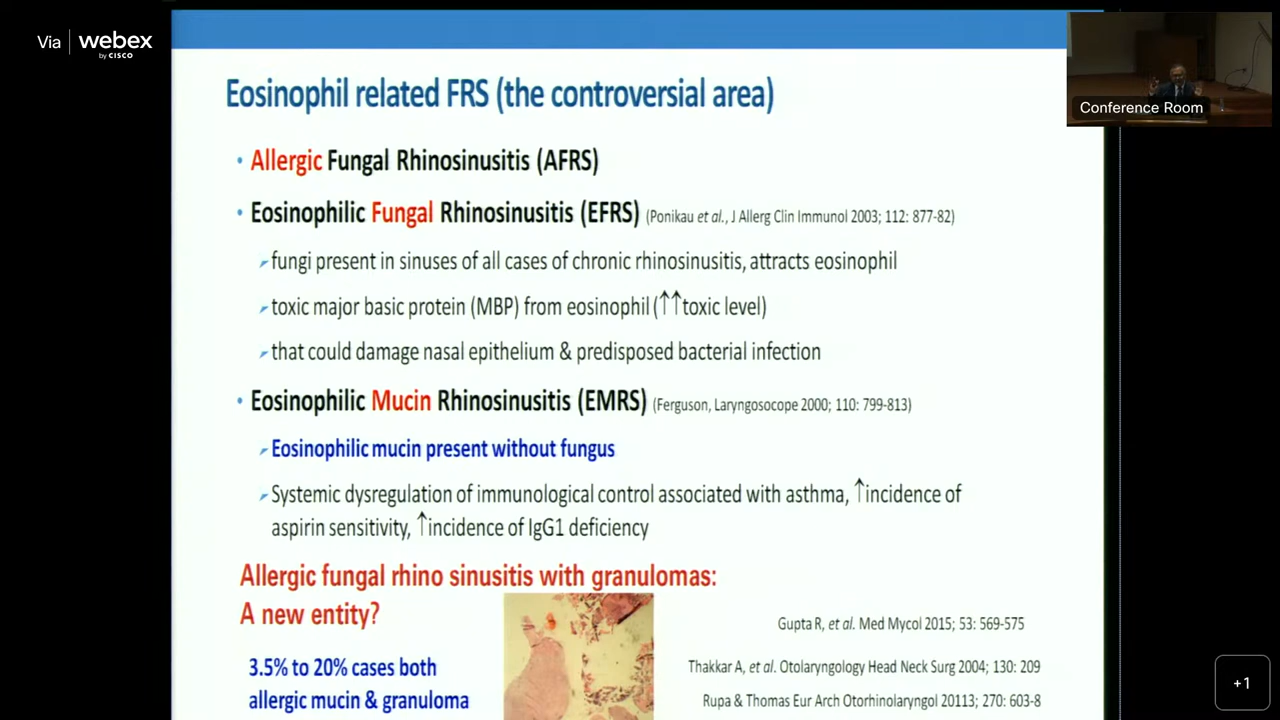 Via webex
by CISCO
Conference Room
Eosinophil related FRS (the controversial area)
• Allergic Fungal Rhinosinusitis (AFRS)
• Eosinophilic Fungal Rhinosinusitis (EFRS) (Ponikau et al., J Allerg Clin Immunol 2003; 112: 877-82)
fungi present in sinuses of all cases of chronic rhinosinusitis, attracts eosinophil
toxic major basic protein (MBP) from eosinophil (↑↑toxic level)
that could damage nasal epithelium & predisposed bacterial infection
• Eosinophilic Mucin Rhinosinusitis (EMRS) (Ferguson, Laryngosocope 2000; 110: 799-813)
Eosinophilic mucin present without fungus
Systemic dysregulation of immunological control associated with asthma, ↑incidence of
aspirin sensitivity, ↑incidence of IgG1 deficiency
Allergic fungal rhino sinusitis with granulomas:
A new entity?
3.5% to 20% cases both
allergic mucin & granuloma
Gupta R, et al. Med Mycol 2015; 53: 569-575
Thakkar A, et al. Otolaryngology Head Neck Surg 2004; 130: 209
Rupa & Thomas Eur Arch Otorhinolaryngol 20113; 270: 603-8
+1